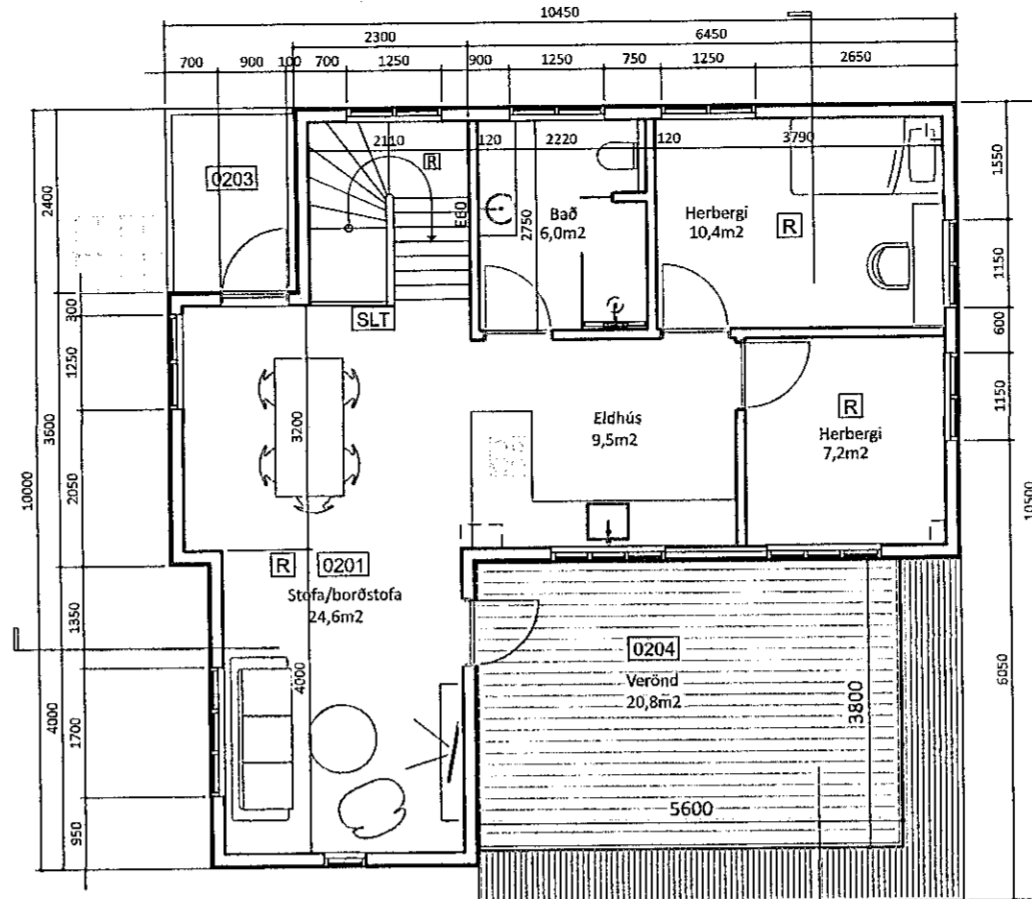 10450
2300 6450
700 900 100 700 1250 900 1250 750 1250 2650
2110 120 2220 120 3790
0203
R
E60
2750
Bað
6,0m2
Herbergi
10,4m2
R
SLT
3200
Eldhús
9,5m2
R
Herbergi
7,2m2
R 0201
Stofa/borðstofa
24,6m2
4000
0204
Verönd
20,8m2
3800
5600
10000
2400
3600
4000
300
1250
2050
1350
1700
950
1550
1150
600
1150
10500
6050